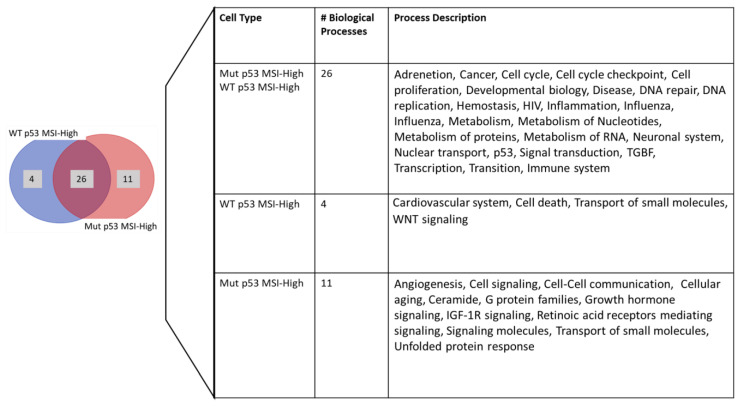 WT p53 MSI-High
4
26
11
Mut p53 MSI-High
Cell Type
# Biological
Processes
Process Description
Mut p53 MSI-High
WT p53 MSI-High
26
Adrenetion, Cancer, Cell cycle, Cell cycle checkpoint, Cell
proliferation, Developmental biology, Disease, DNA repair, DNA
replication, Hemostasis, HIV, Inflammation, Influenza,
Influenza, Metabolism, Metabolism of Nucleotides,
Metabolism of proteins, Metabolism of RNA, Neuronal system,
Nuclear transport, p53, Signal transduction, TGBF,
Transcription, Transition, Immune system
WT p53 MSI-High
4
Cardiovascular system, Cell death, Transport of small molecules,
WNT signaling
Mut p53 MSI-High
11
Angiogenesis, Cell signaling, Cell-Cell communication, Cellular
aging, Ceramide, G protein families, Growth hormone
signaling, IGF-1R signaling, Retinoic acid receptors mediating
signaling, Signaling molecules, Transport of small molecules,
Unfolded protein response